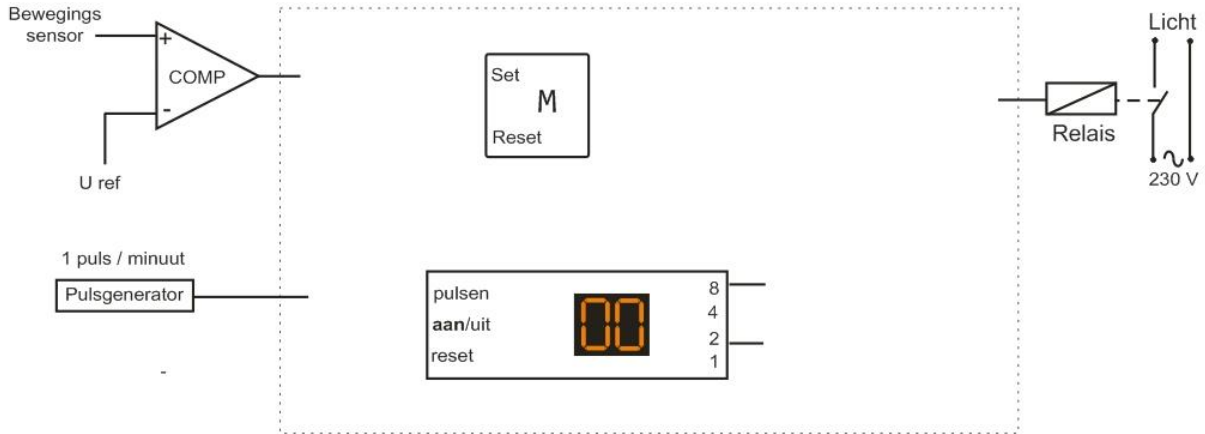 Bewegings
sensor
+
COMP
-
U ref
Set
M
Reset
Licht
Relais
230 V
1 puls / minuut
Pulsgenerator
-
pulsen
aan/uit
reset
00
8
4
2
1